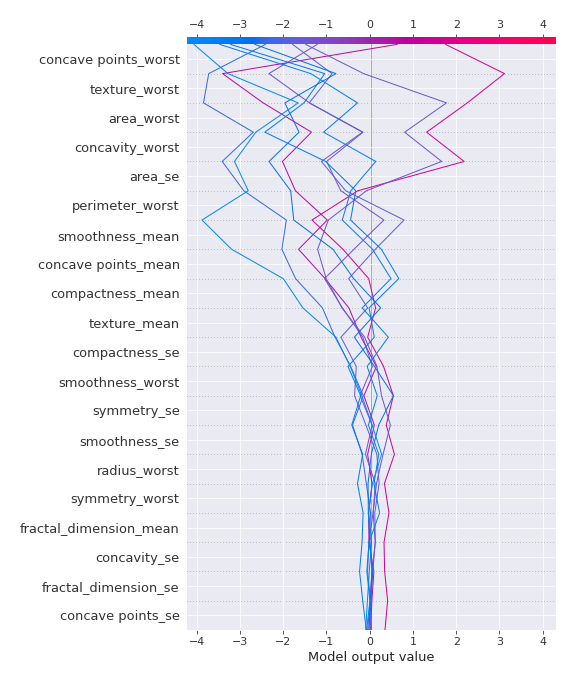 −4 −3 −2 −1 0 1 2 3 4
concave points_worst
texture_worst
area_worst
concavity_worst
area_se
perimeter_worst
smoothness_mean
concave points_mean
compactness_mean
texture_mean
compactness_se
smoothness_worst
symmetry_se
smoothness_se
radius_worst
symmetry_worst
fractal_dimension_mean
concavity_se
fractal_dimension_se
concave points_se
−4 −3 −2 −1 0 1 2 3 4
Model output value